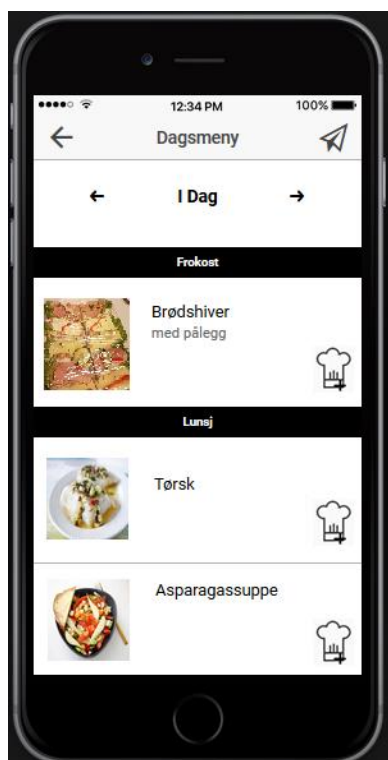 12:34 PM
100%
Dagsmeny
I Dag
Frokost
Brødshiver
med pålegg
Lunsj
Tørsk
Asparagassuppe